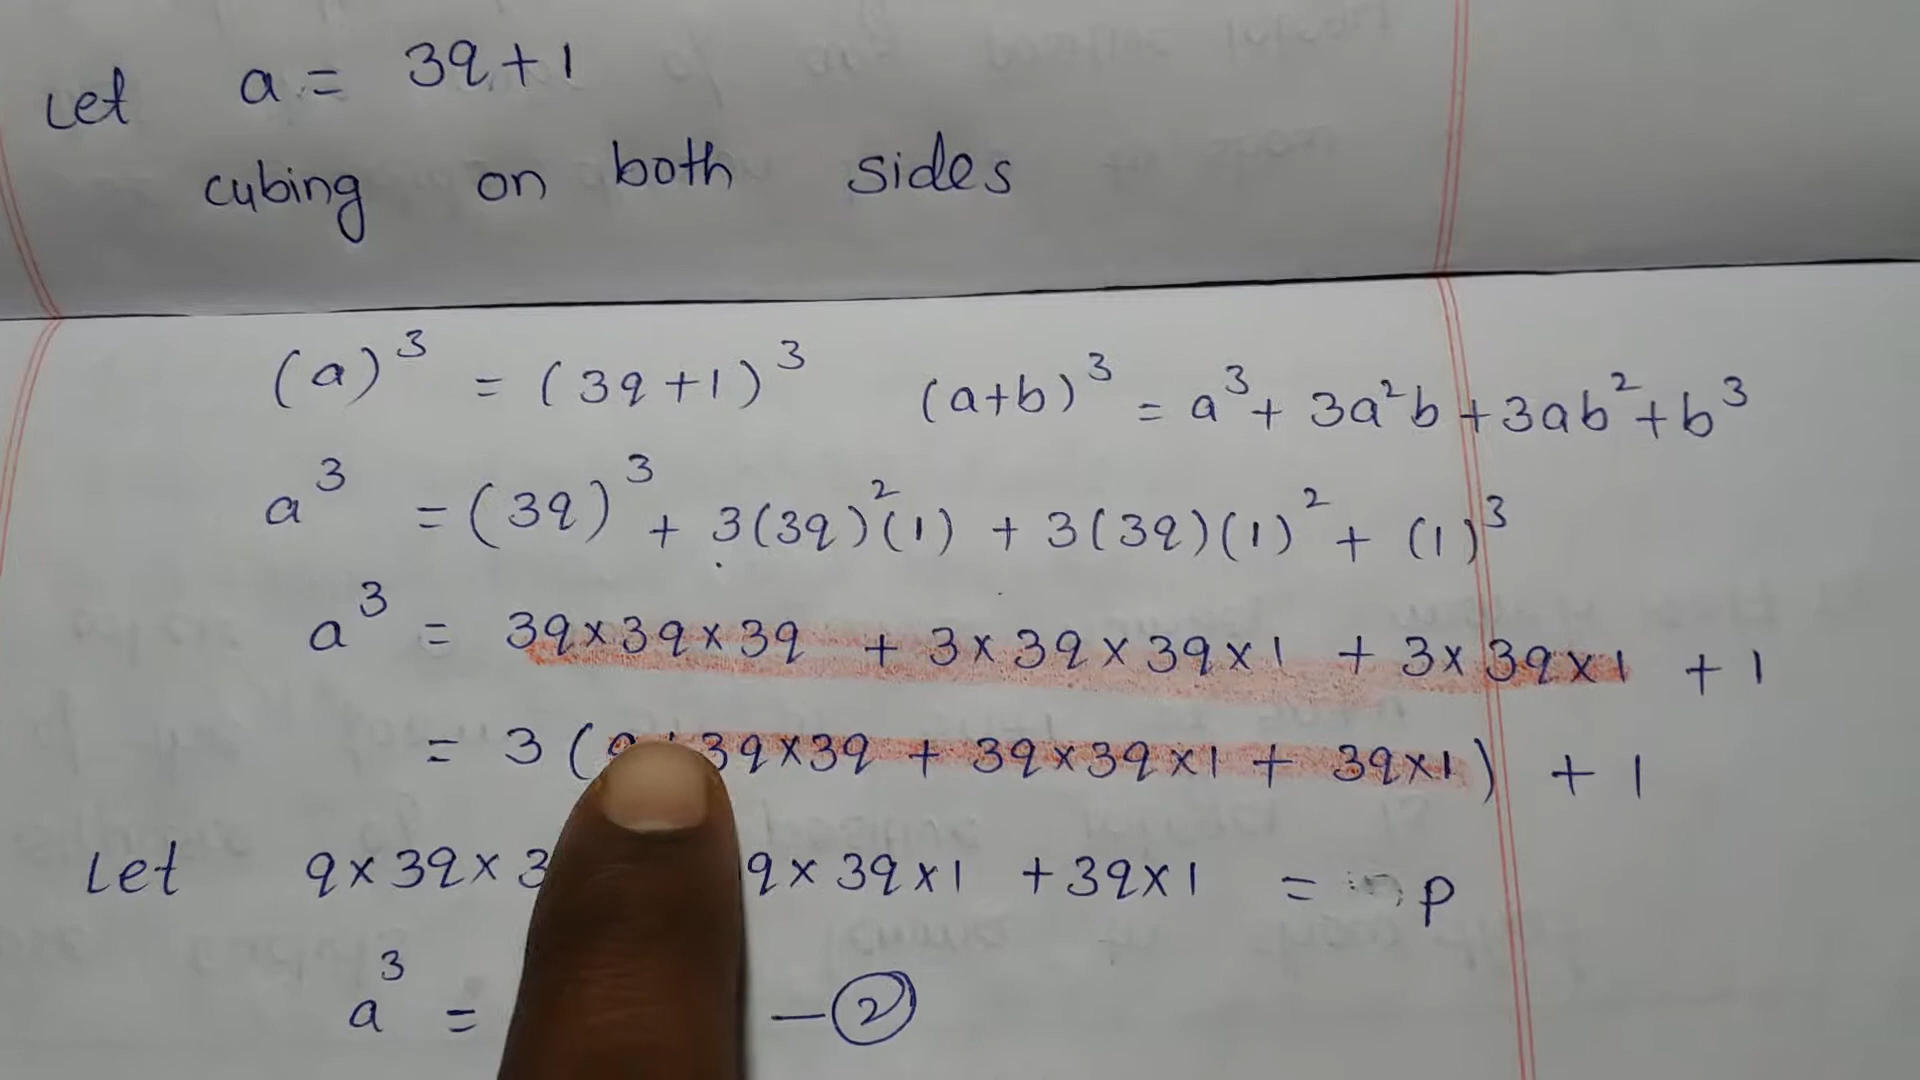 Let a = 3q+1
cubing on both sides
(a)³ = (3q+1)³ (a+b)³ = a³+ 3a²b+3ab²+b³
a³ = (3q)³ + 3(3q)²(1) + 3(3q)(1)² + (1)³
a³ = 3q×3q×3q + 3×3q×3q×1 + 3×3q×1 + 1
= 3 ( 3q×3q + 3q×3q×1 + 3q×1) + 1
Let q×3q×3 q×3q×1 +3q×1 = p
a³ = — ②